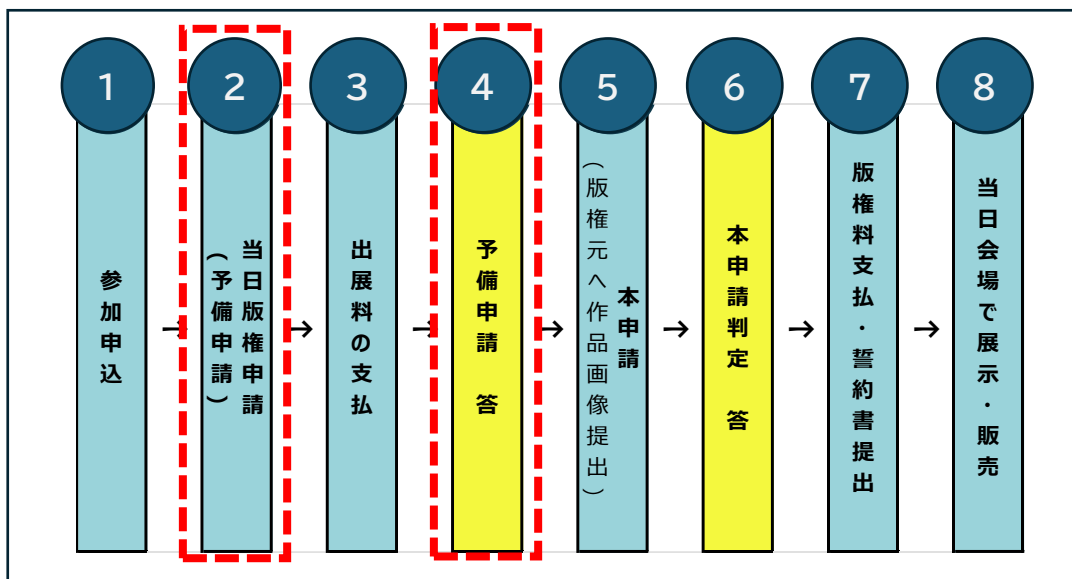 1
参加申込
→
2
当日版権申請
(予備申請)
→
3
出展料の支払
→
4
予備申請 答
→
5
本申請
(版権元へ作品画像提出)
→
6
本申請判定 答
→
7
版権料支払・誓約書提出
→
8
当日会場で展示・販売